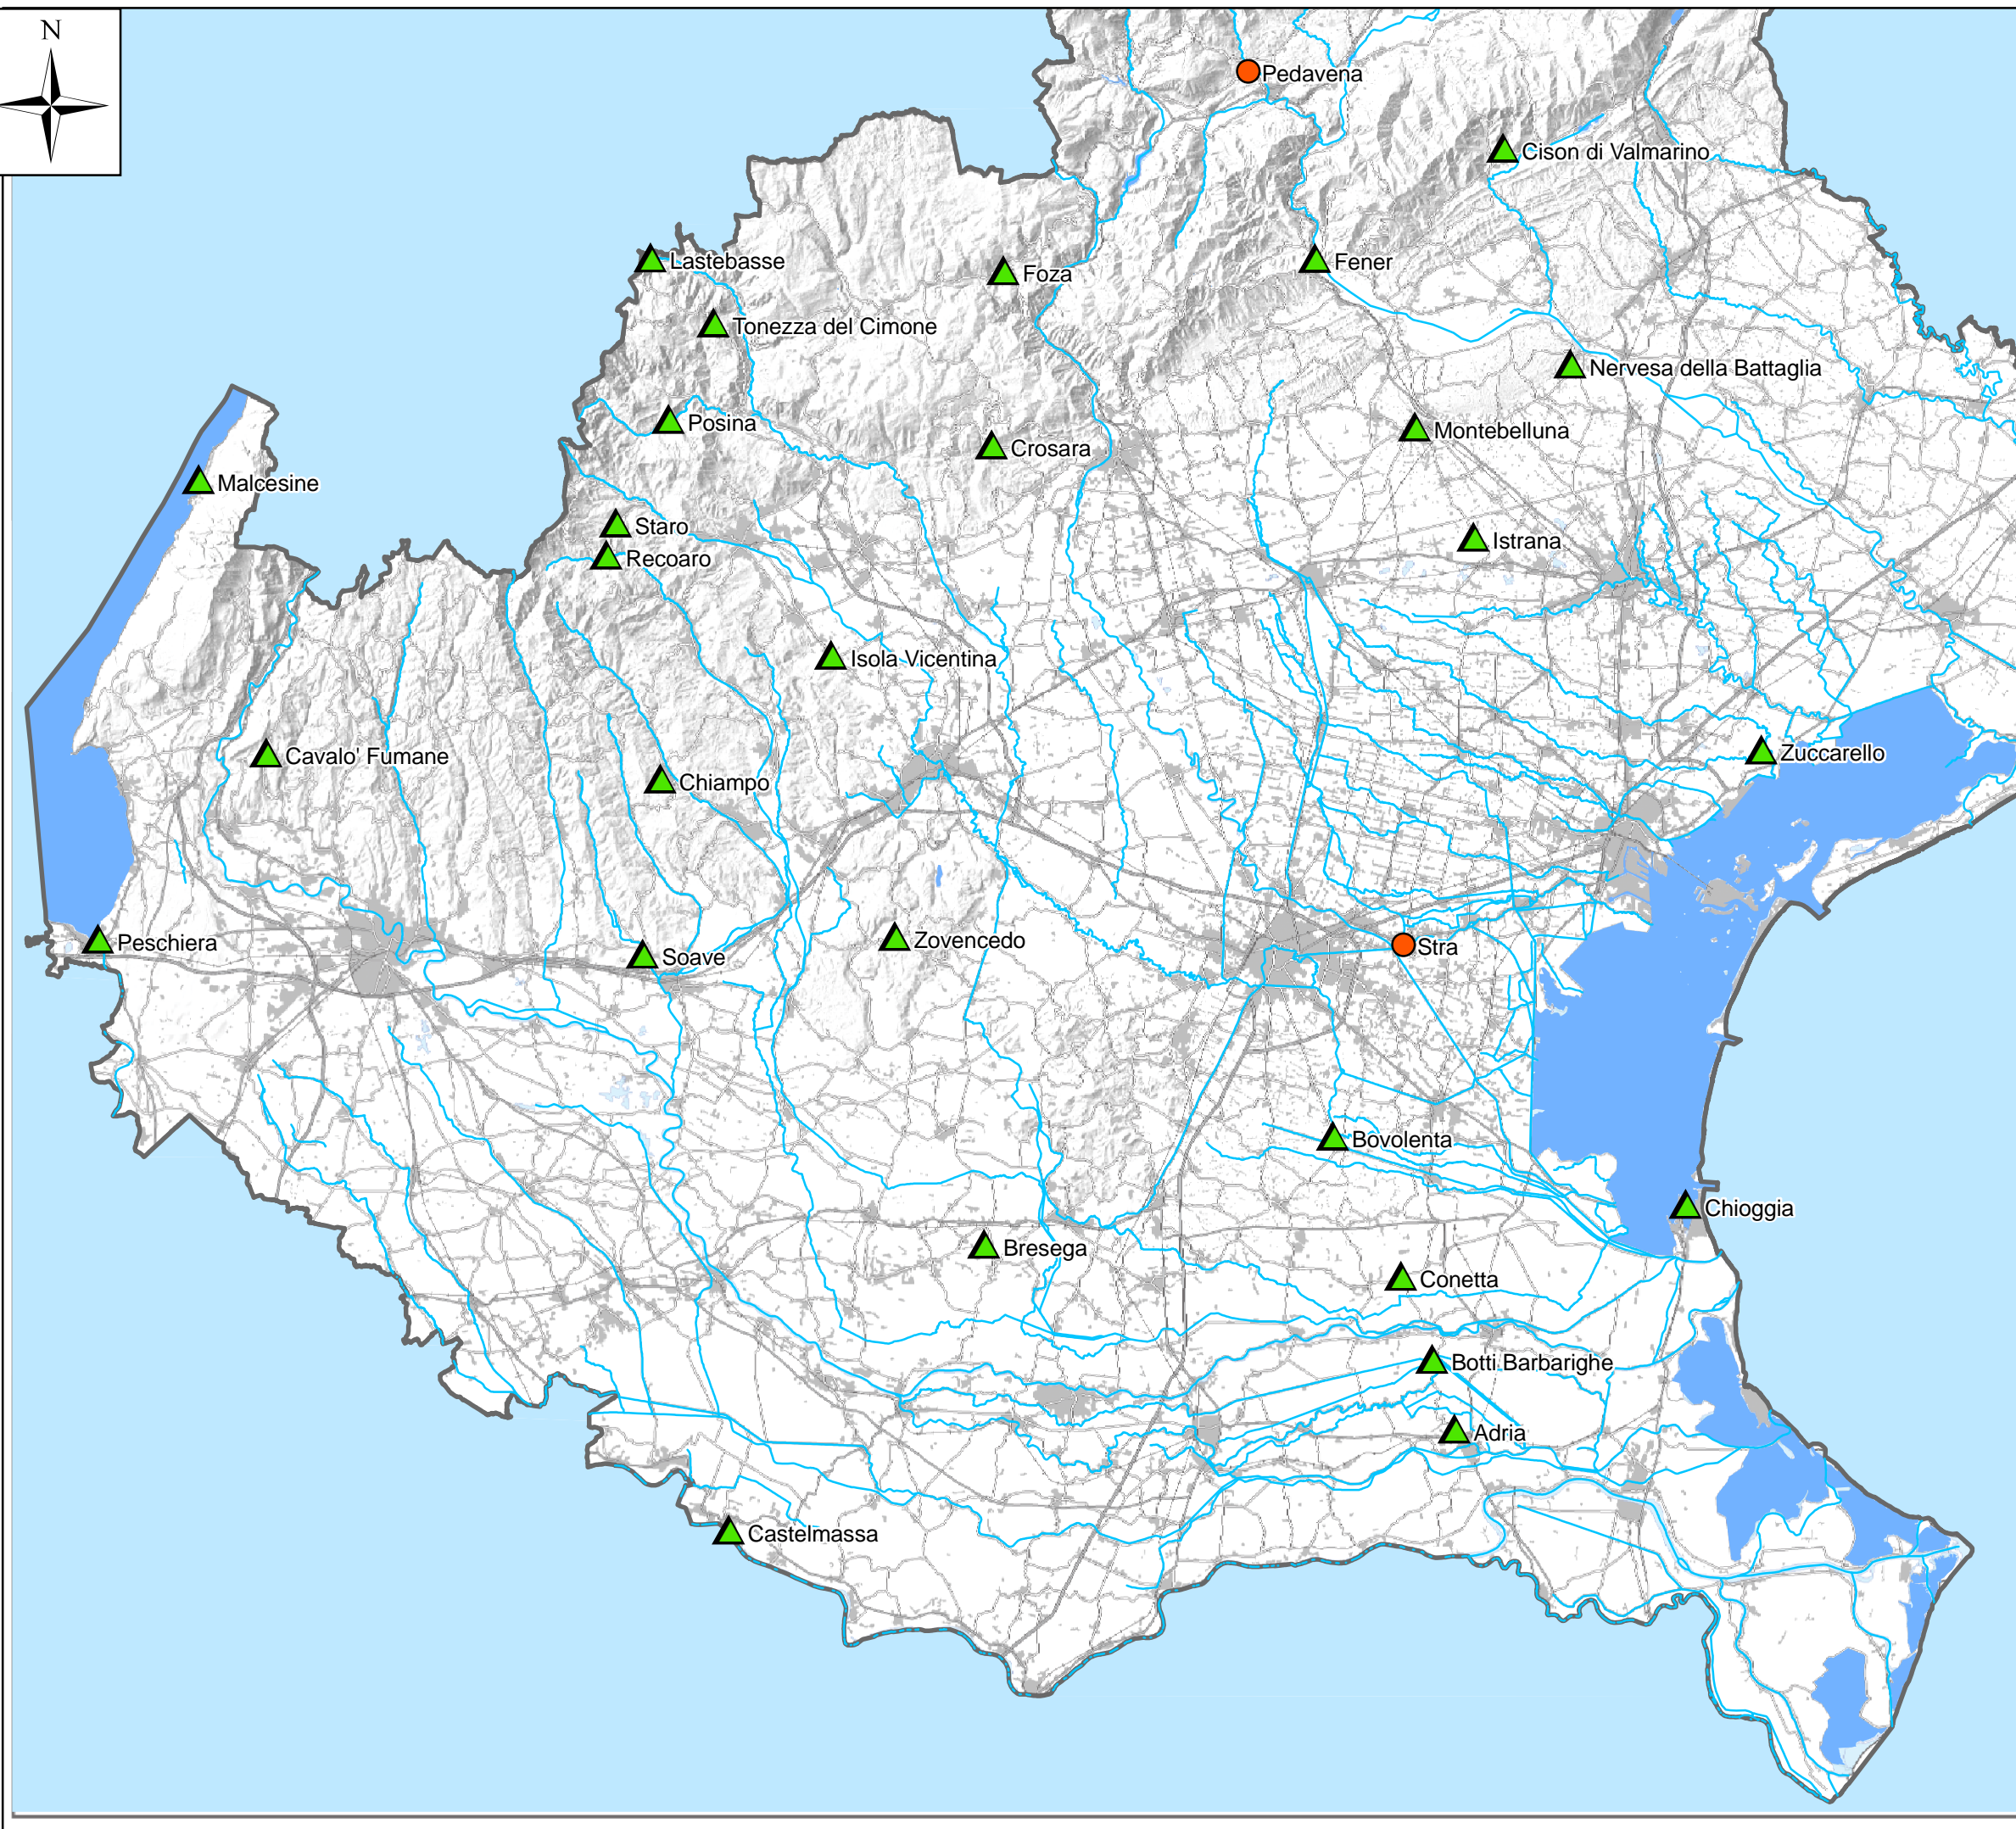 N
Pedavena
Cison di Valmarino
Lastebasse
Foza
Fener
Tonezza del Cimone
Nervesa della Battaglia
Posina
Montebelluna
Crosara
Malcesine
Staro
Istrana
Recoaro
Isola Vicentina
Zuccarello
Cavalo' Fumane
Chiampo
Peschiera
Zovencedo
Stra
Soave
Bovolenta
Chioggia
Bresega
Conetta
Botti Barbarighe
Adria
Castelmassa